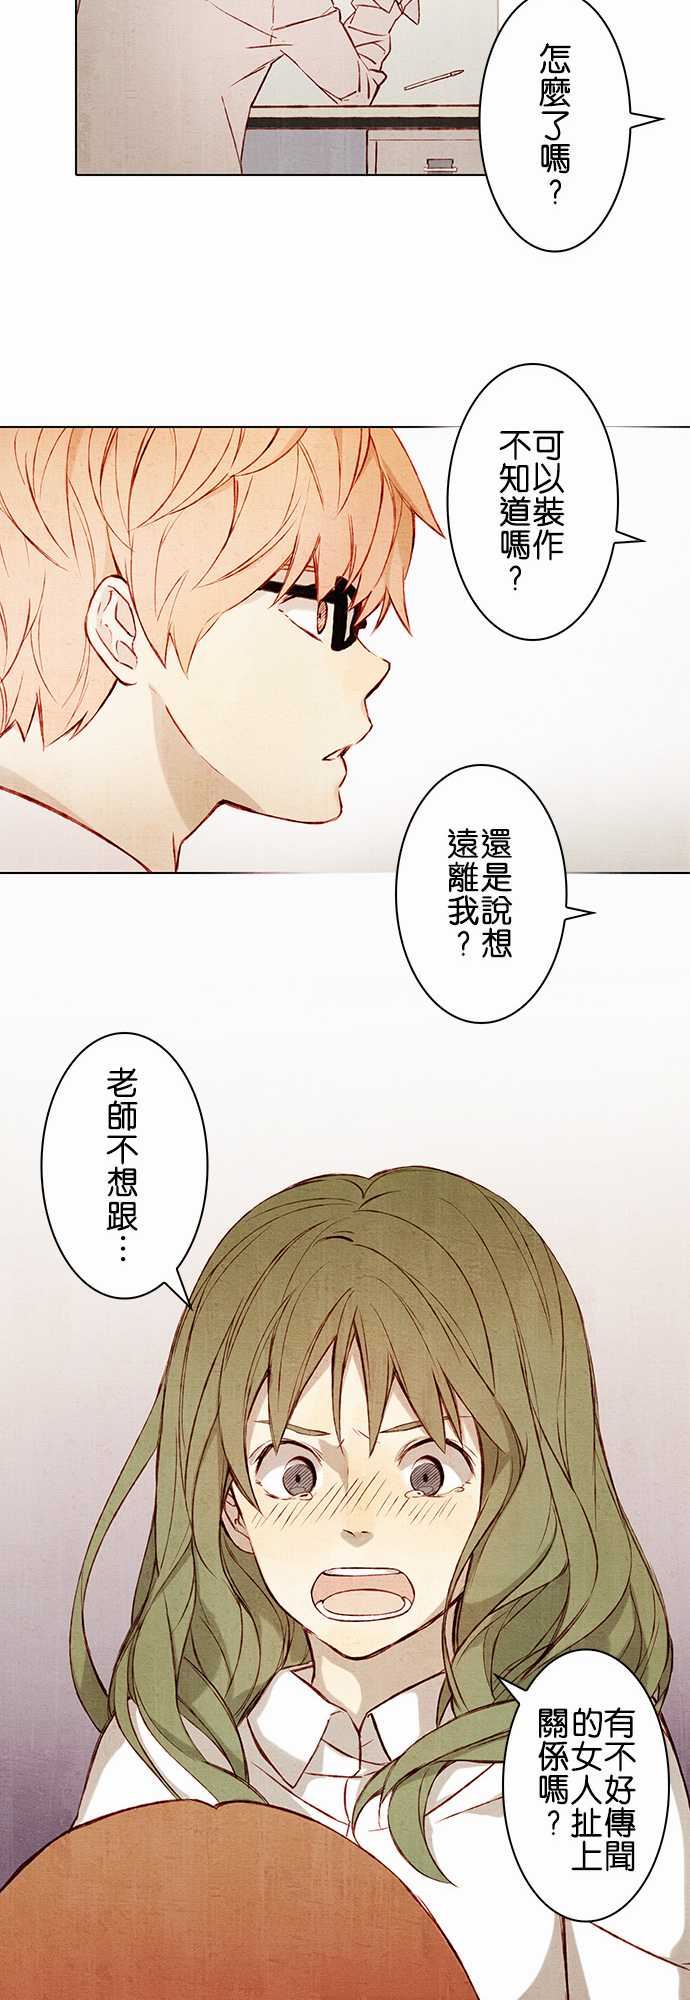 怎麼了嗎？
可以裝作
不知道嗎？
還是說想
遠離我？
老師不想跟…
有不好傳聞
的女人扯上
關係嗎？